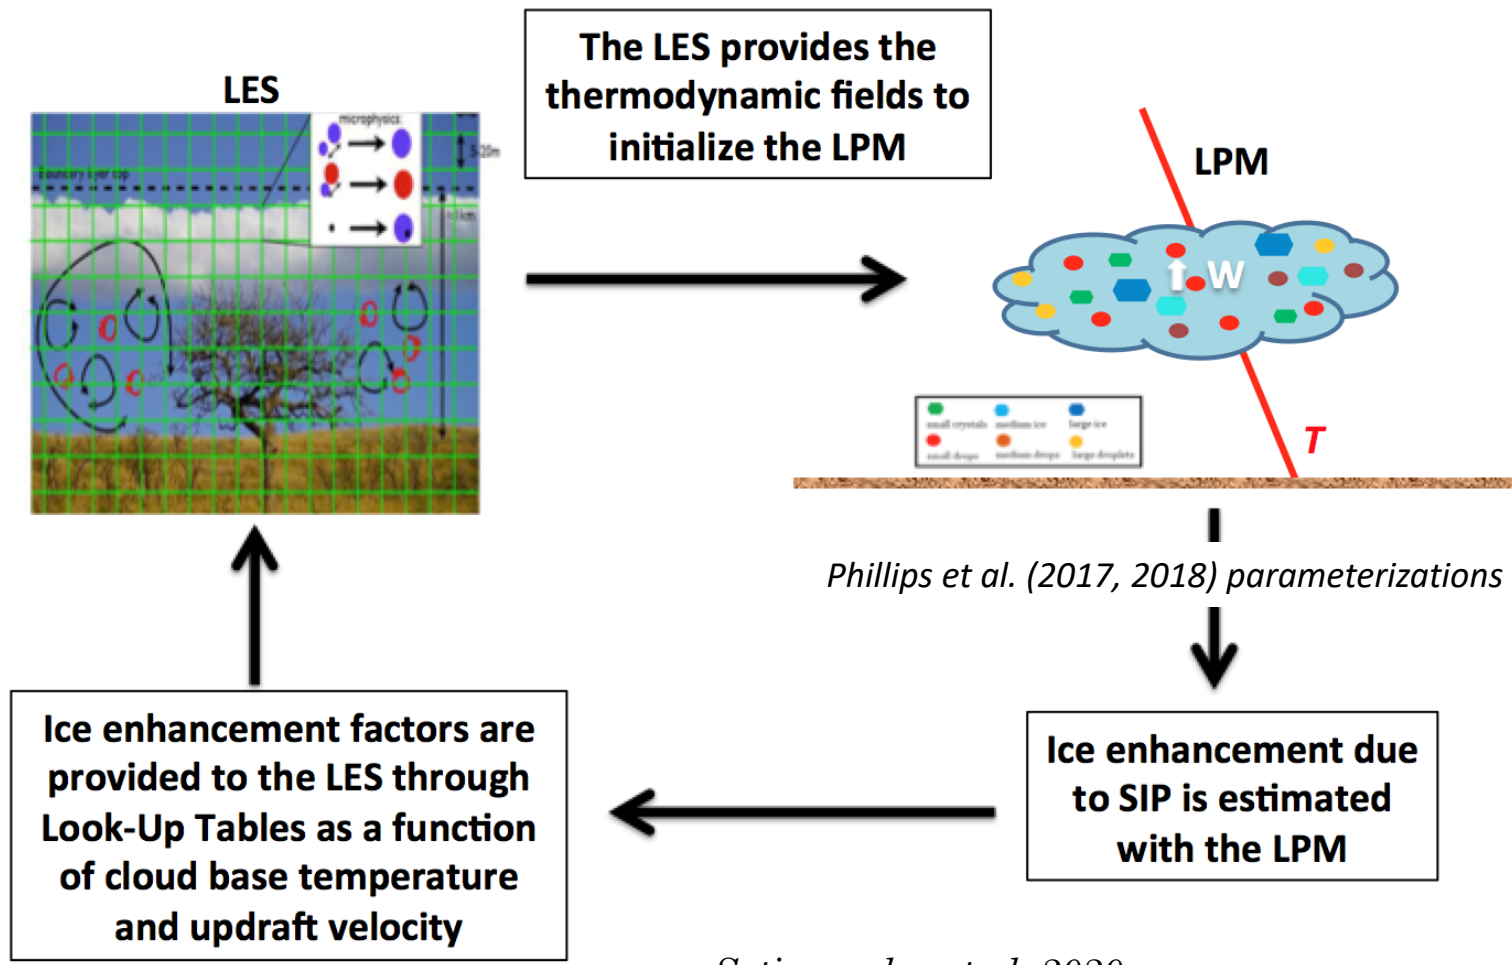 LES
The LES provides the
thermodynamic fields to
initialize the LPM
microphysics
5-20m
Boundary layer top
LPM
W
small crystals medium ice large ice
small drops medium drops large droplets
T
Phillips et al. (2017, 2018) parameterizations
Ice enhancement factors are
provided to the LES through
Look-Up Tables as a function
of cloud base temperature
and updraft velocity
Ice enhancement due
to SIP is estimated
with the LPM